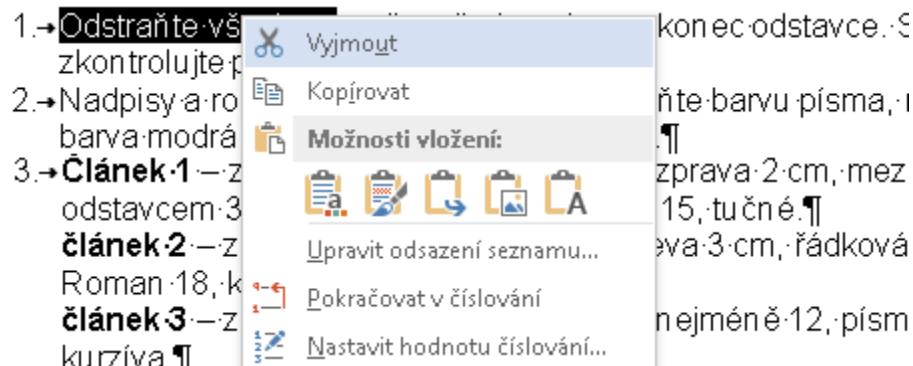 1.→Odstraňte·vš konec·odstavce.·S
zkontrolujte·p
2.→Nadpisy·a·ro ňte·barvu·písma,·
barva·modrá .¶
3.→Článek·1·–·z zprava·2·cm,·mez
odstavcem·3 15,·tučné.¶
článek·2·–·z eva·3·cm,·řádková
Roman·18,·k
článek·3·–·z nejméně·12,·písm
kurzíva.¶
Vyjmout
Kopírovat
Možnosti vložení:
Upravit odsazení seznamu...
Pokračovat v číslování
Nastavit hodnotu číslování...